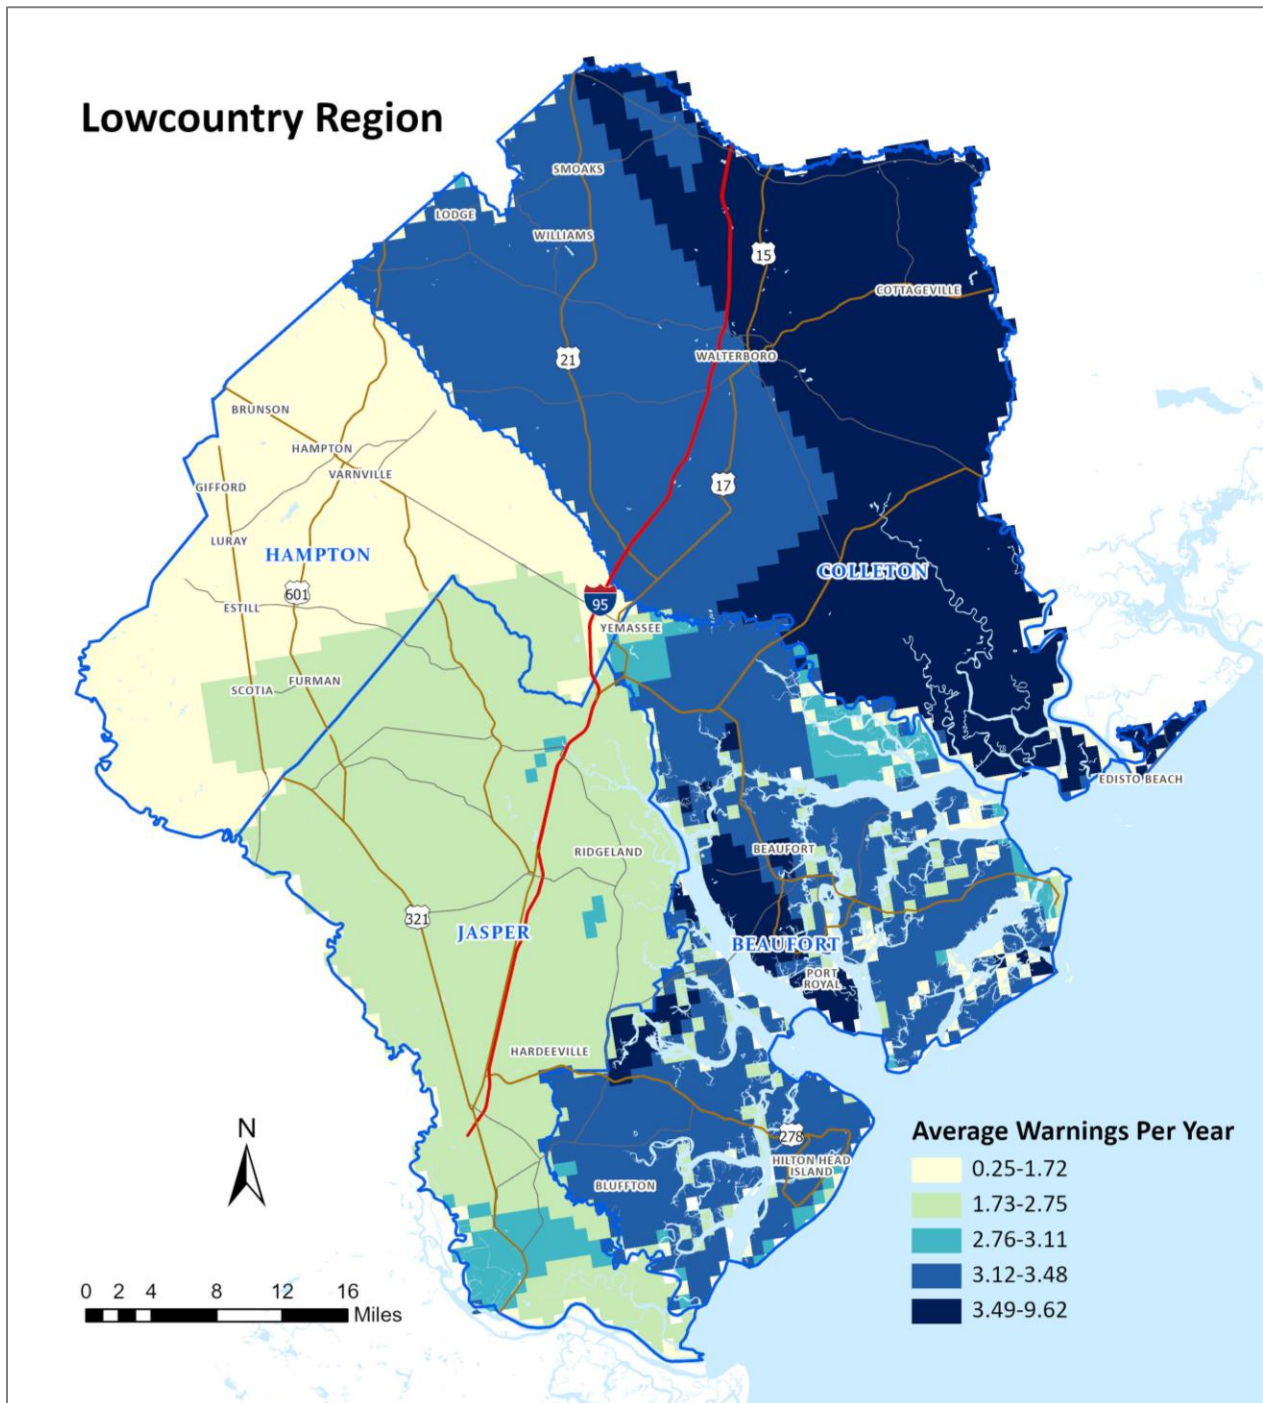 Lowcountry Region
SMOAKS
LODGE
WILLIAMS
15
COTTAGEVILLE
21
WALTERBORO
BRUNSON
HAMPTON
VARNVILLE
GIFFORD
17
LURAY
HAMPTON
COLLETON
601
95
ESTILL
YEMASSEE
FURMAN
SCOTIA
EDISTO BEACH
RIDGELAND
BEAUFORT
321
JASPER
BEAUFORT
PORT
ROYAL
HARDEEVILLE
278
HILTON HEAD
ISLAND
BLUFFTON
N
0 2 4 8 12 16
Miles
Average Warnings Per Year
0.25-1.72
1.73-2.75
2.76-3.11
3.12-3.48
3.49-9.62